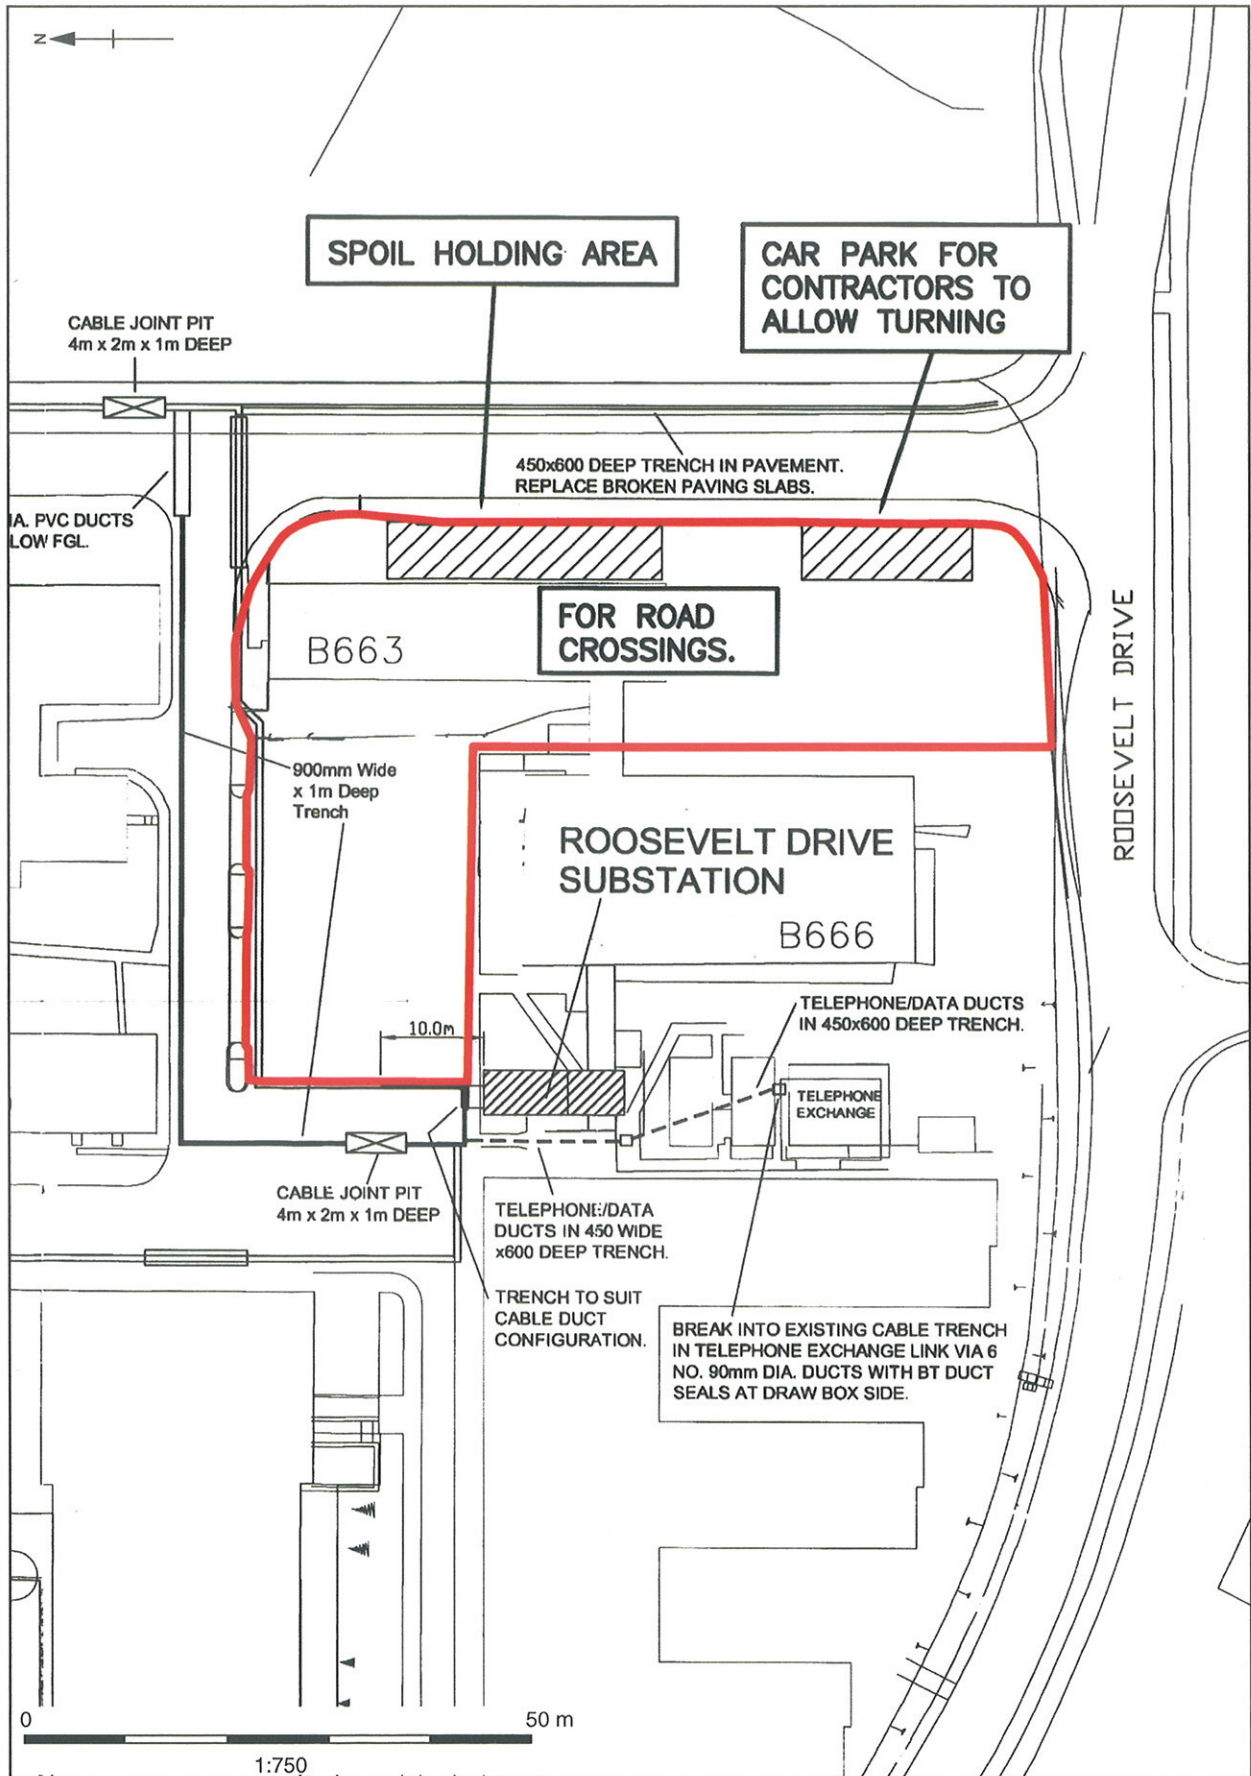 N
SPOIL HOLDING AREA
CAR PARK FOR
CONTRACTORS TO
ALLOW TURNING
CABLE JOINT PIT
4m x 2m x 1m DEEP
450x600 DEEP TRENCH IN PAVEMENT.
REPLACE BROKEN PAVING SLABS.
IA. PVC DUCTS
LOW FGL.
FOR ROAD
CROSSINGS.
B663
ROOSEVELT DRIVE
900mm Wide
x 1m Deep
Trench
ROOSEVELT DRIVE
SUBSTATION
B666
10.0m
TELEPHONE/DATA DUCTS
IN 450x600 DEEP TRENCH.
TELEPHONE
EXCHANGE
CABLE JOINT PIT
4m x 2m x 1m DEEP
TELEPHONE/DATA
DUCTS IN 450 WIDE
x600 DEEP TRENCH.
TRENCH TO SUIT
CABLE DUCT
CONFIGURATION.
BREAK INTO EXISTING CABLE TRENCH
IN TELEPHONE EXCHANGE LINK VIA 6
NO. 90mm DIA. DUCTS WITH BT DUCT
SEALS AT DRAW BOX SIDE.
0
50 m
1:750